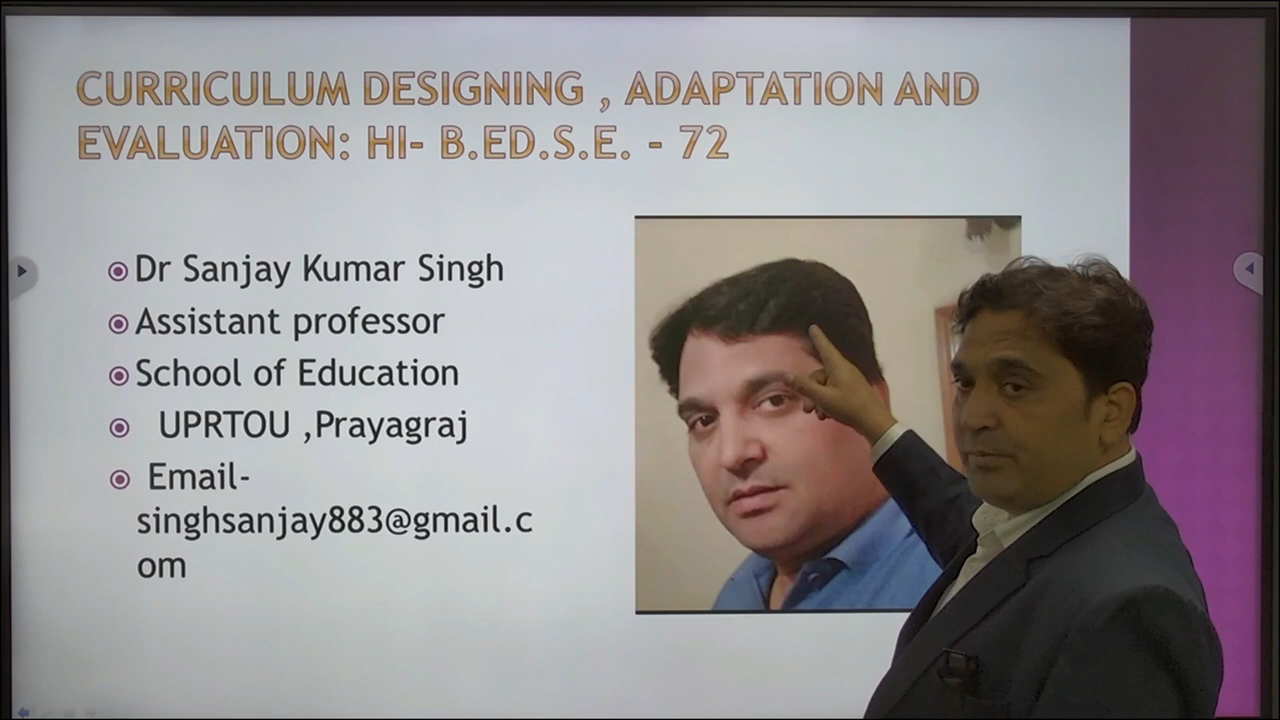 CURRICULUM DESIGNING , ADAPTATION AND
EVALUATION: HI- B.ED.S.E. - 72
Dr Sanjay Kumar Singh
Assistant professor
School of Education
UPRTOU ,Prayagraj
Email-
singhsanjay883@gmail.c
om